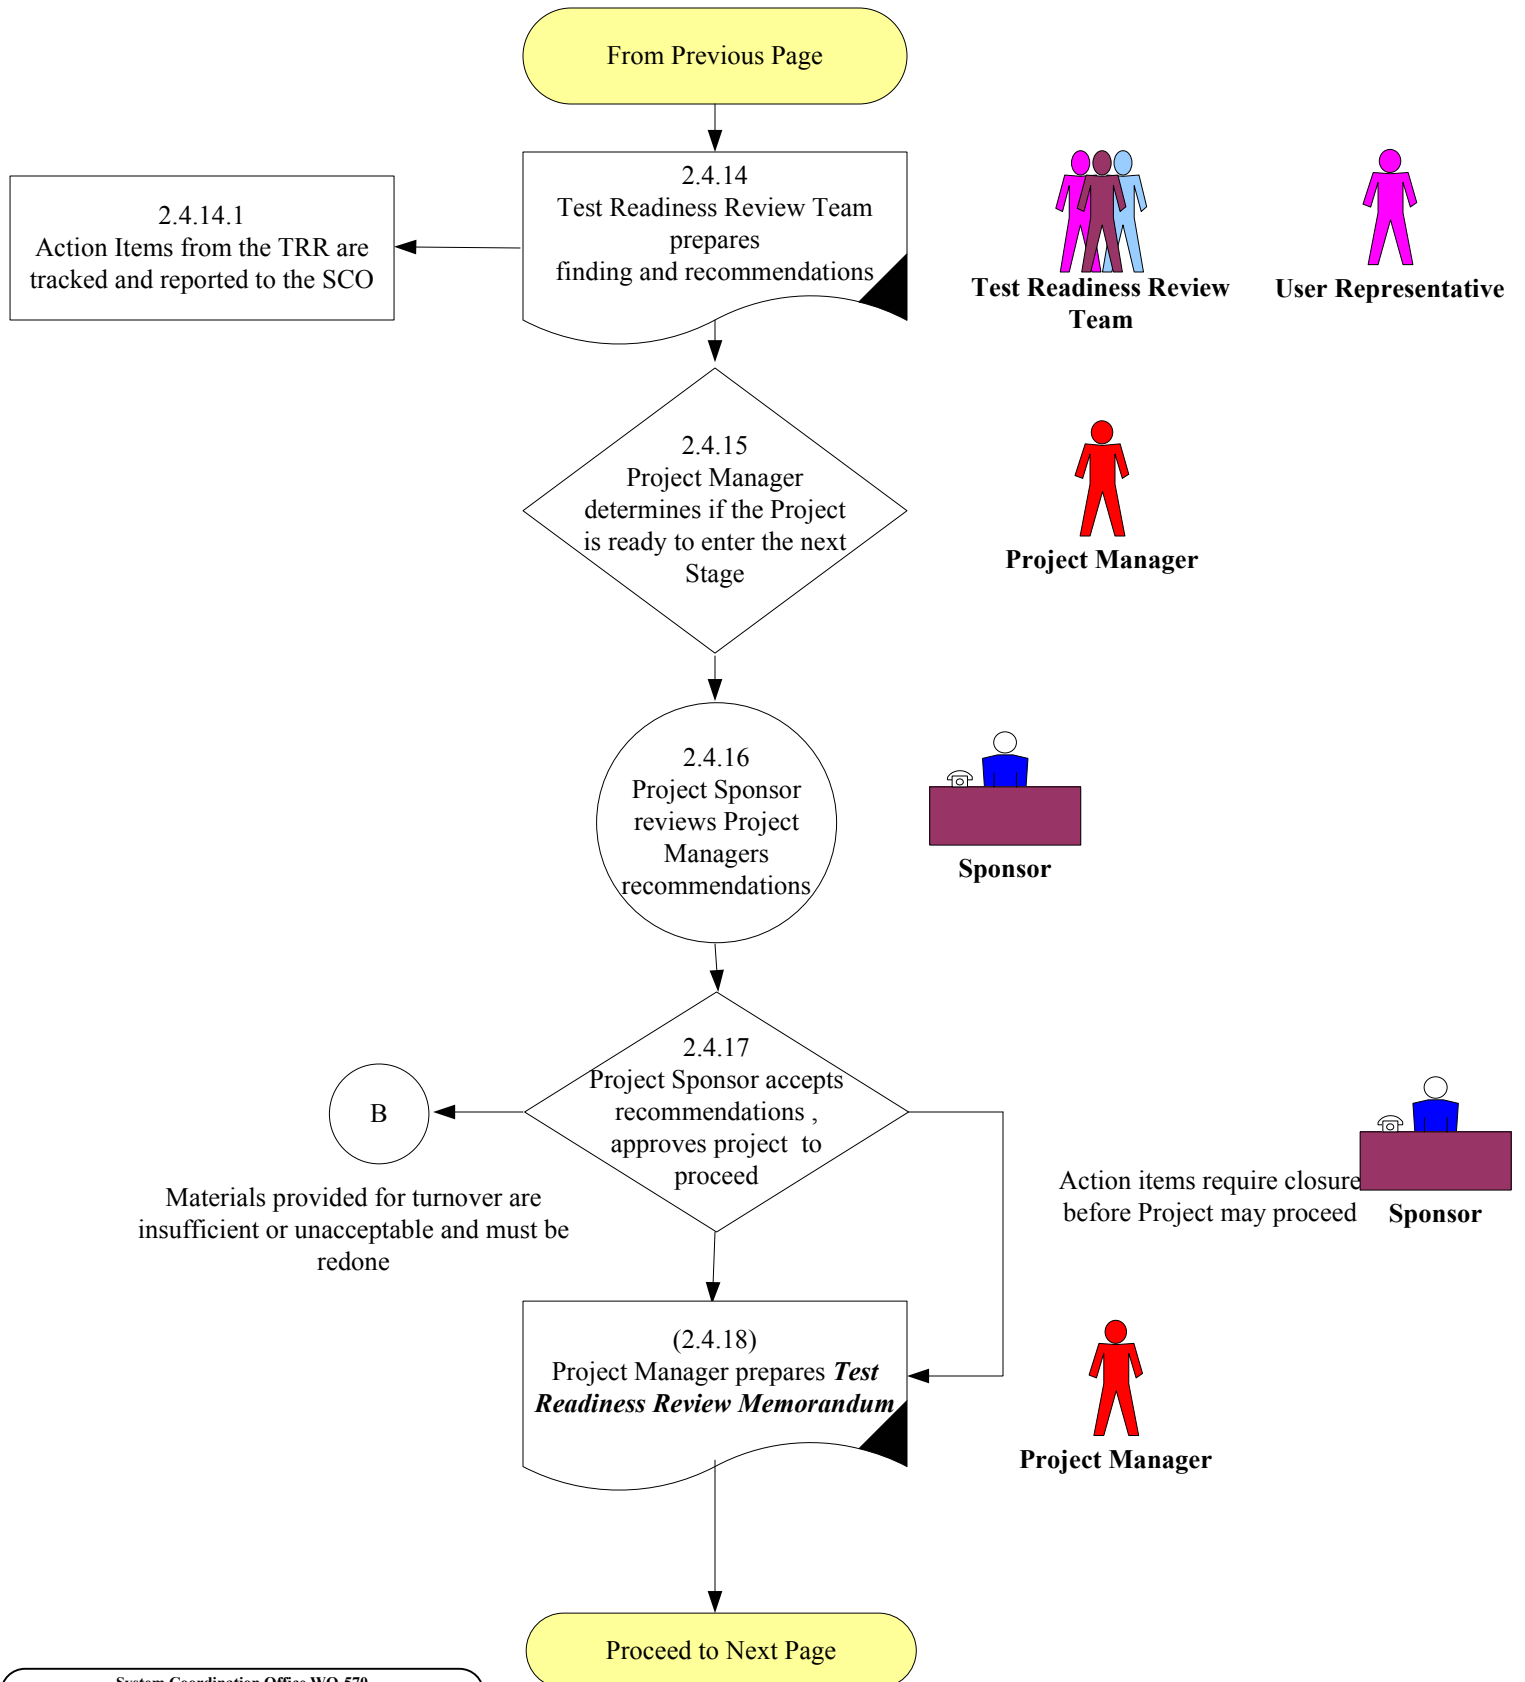 From Previous Page
2.4.14
Test Readiness Review Team
prepares
finding and recommendations
2.4.14.1
Action Items from the TRR are
tracked and reported to the SCO
Test Readiness Review
Team
User Representative
2.4.15
Project Manager
determines if the Project
is ready to enter the next
Stage
Project Manager
2.4.16
Project Sponsor
reviews Project
Managers
recommendations
Sponsor
2.4.17
Project Sponsor accepts
recommendations ,
approves project to
proceed
B
Materials provided for turnover are
insufficient or unacceptable and must be
redone
Action items require closure
before Project may proceed
Sponsor
(2.4.18)
Project Manager prepares Test
Readiness Review Memorandum
Project Manager
Proceed to Next Page
System Coordination Office WO-570